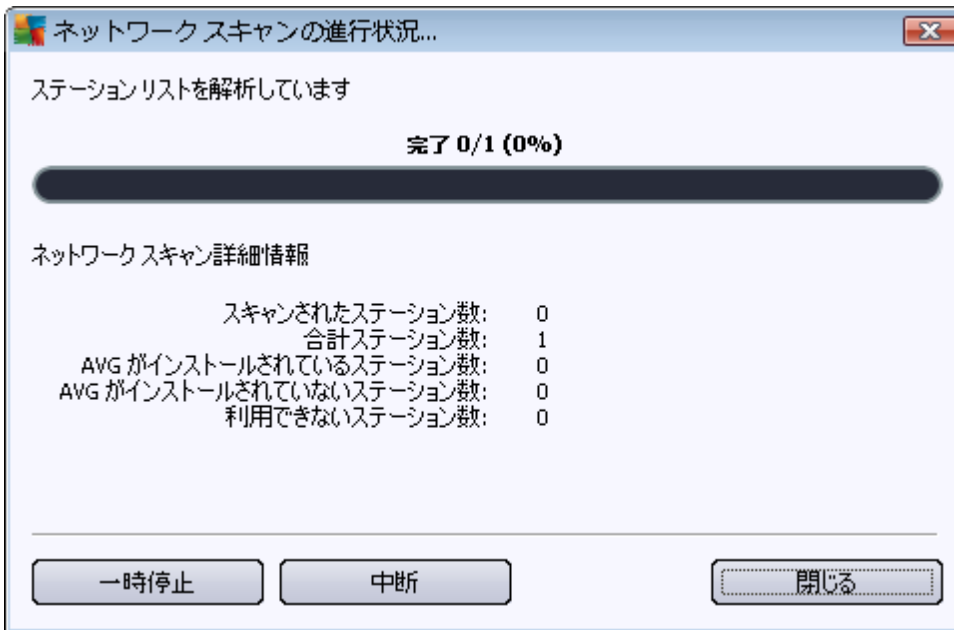 ネットワーク スキャンの進行状況...
ステーション リストを解析しています
完了 0/1 (0%)
ネットワーク スキャン詳細情報
スキャンされたステーション数: 0
合計ステーション数: 1
AVG がインストールされているステーション数: 0
AVG がインストールされていないステーション数: 0
利用できないステーション数: 0
一時停止 中断 閉じる